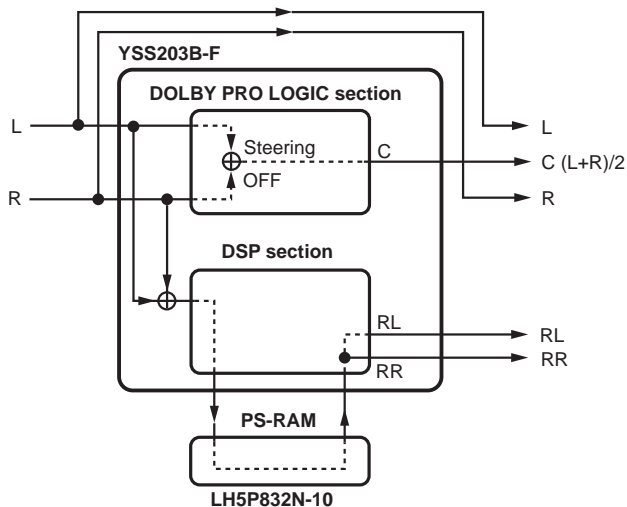 YSS203B-F
DOLBY PRO LOGIC section
L
L
Steering
C
C (L+R)/2
OFF
R
R
DSP section
RL
RL
RR
RR
PS-RAM
LH5P832N-10